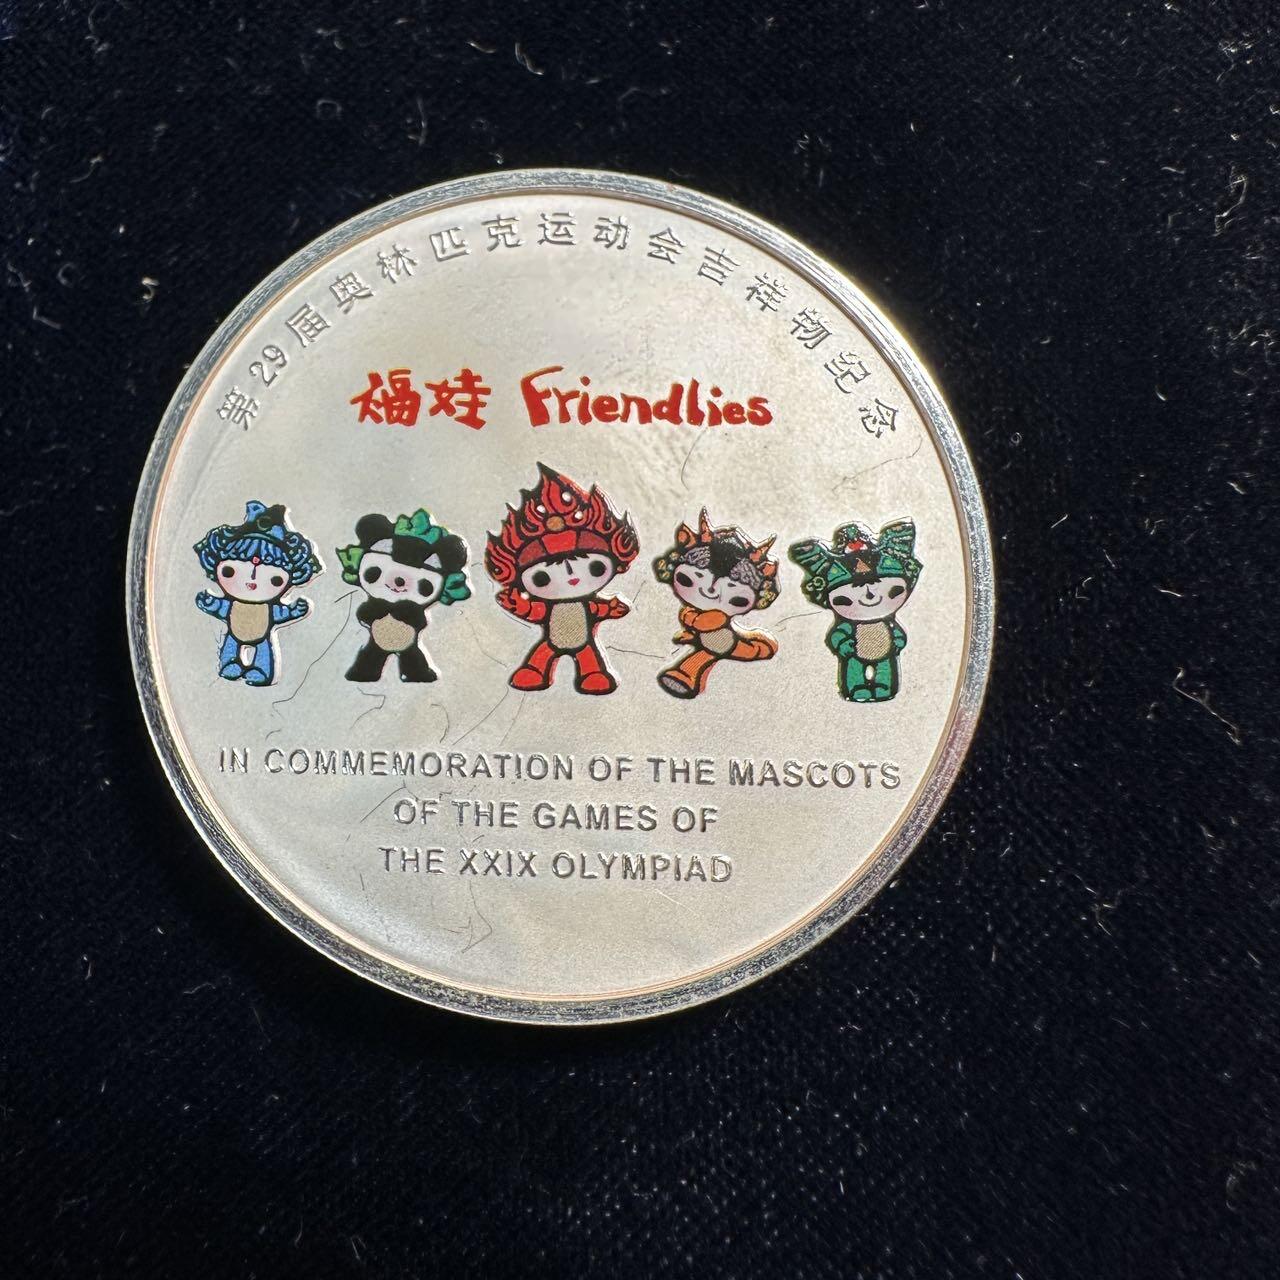 第29届奥林匹克运动会吉祥物纪念
福娃 Friendlies
IN COMMEMORATION OF THE MASCOTS
OF THE GAMES OF
THE XXIX OLYMPIAD